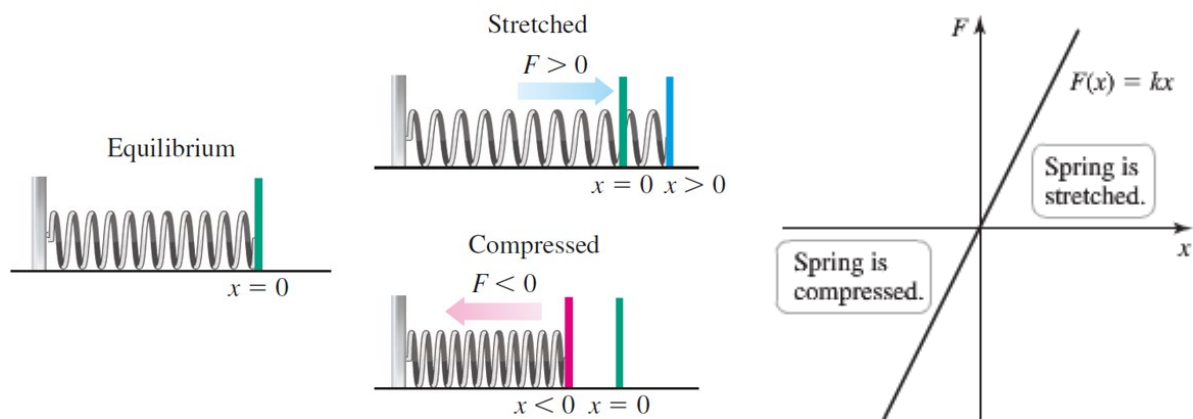 Equilibrium
x = 0
Stretched
F > 0
x = 0 x > 0
Compressed
F < 0
x < 0 x = 0
F
F(x) = kx
Spring is
stretched.
x
Spring is
compressed.